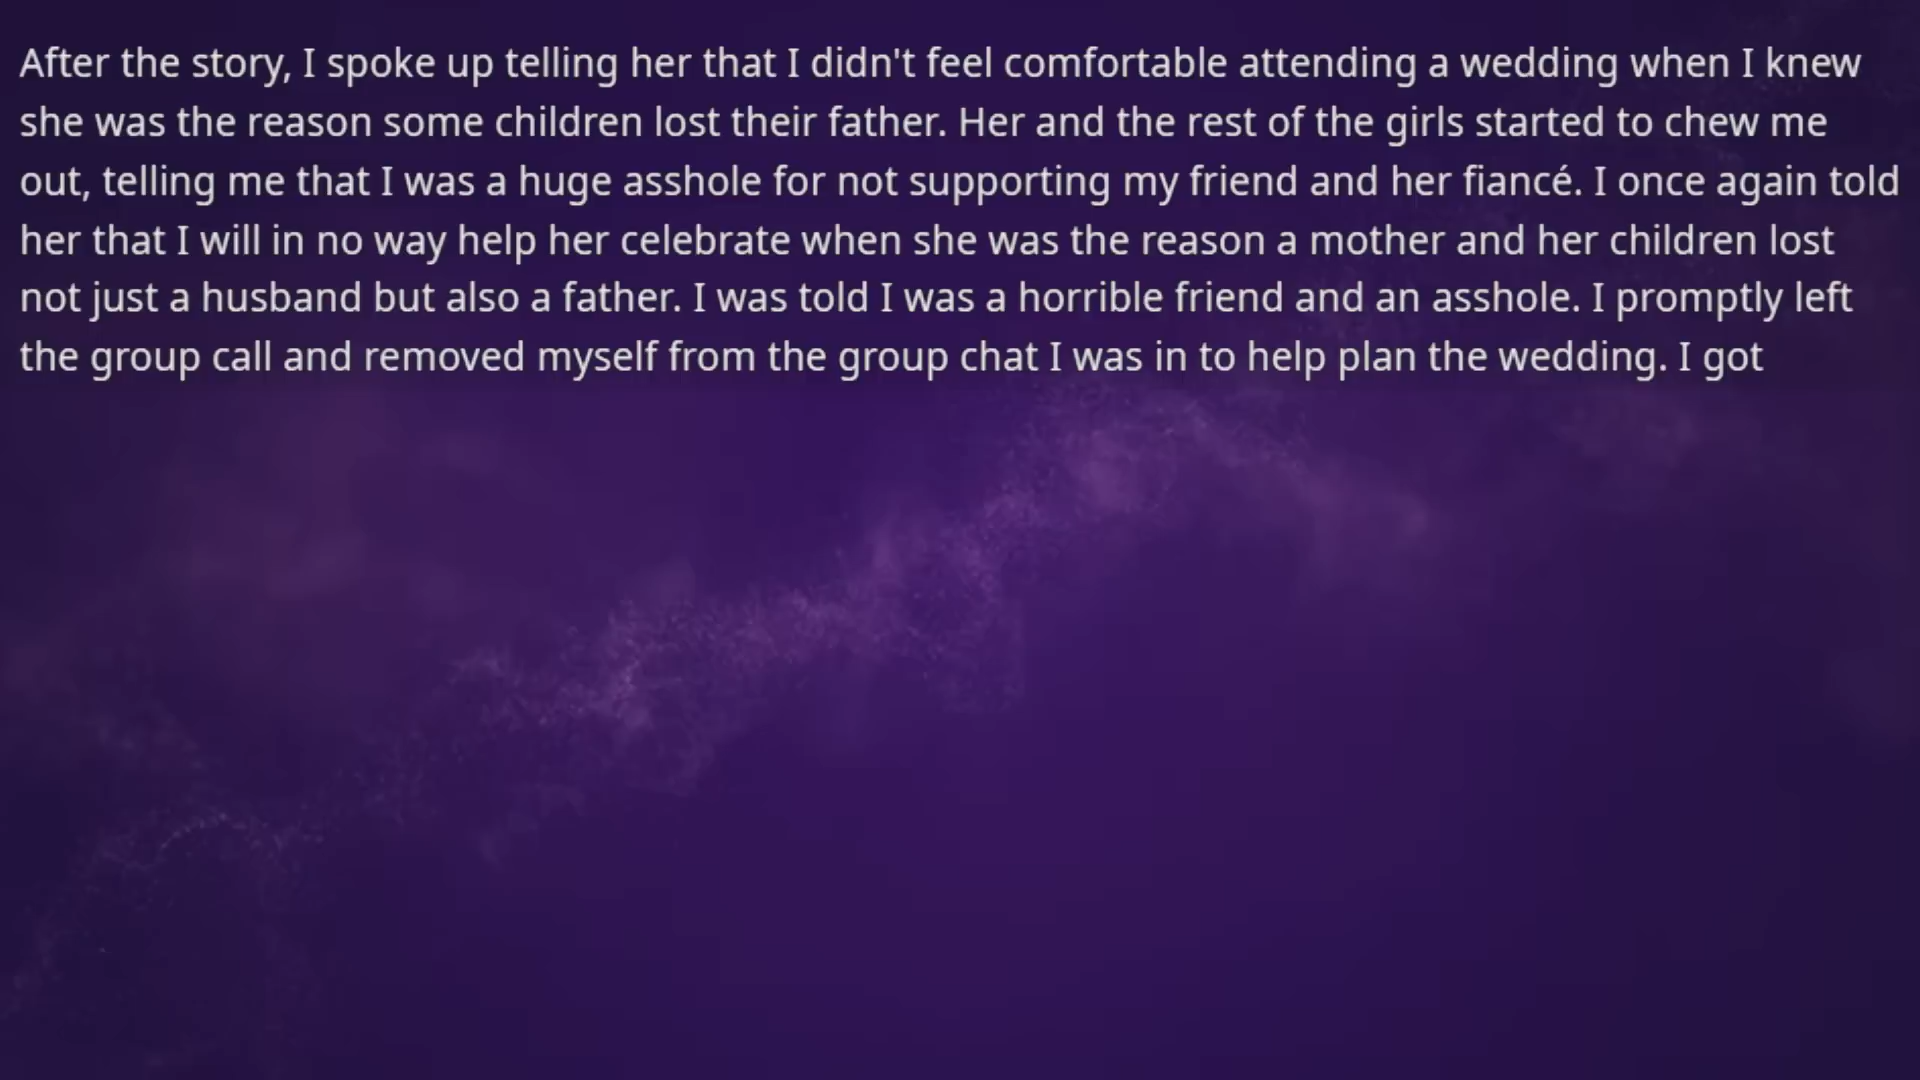 After the story, I spoke up telling her that I didn't feel comfortable attending a wedding when I knew
she was the reason some children lost their father. Her and the rest of the girls started to chew me
out, telling me that I was a huge asshole for not supporting my friend and her fiancé. I once again told
her that I will in no way help her celebrate when she was the reason a mother and her children lost
not just a husband but also a father. I was told I was a horrible friend and an asshole. I promptly left
the group call and removed myself from the group chat I was in to help plan the wedding. I got